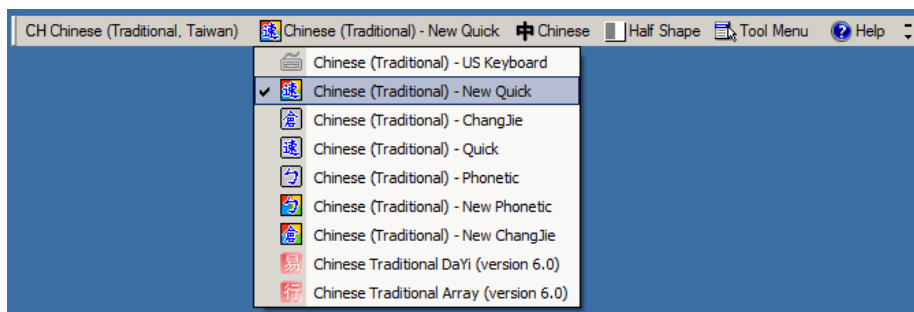 CH Chinese (Traditional, Taiwan) 速 Chinese (Traditional) - New Quick 中 Chinese Half Shape Tool Menu ? Help
Chinese (Traditional) - US Keyboard
速 Chinese (Traditional) - New Quick
倉 Chinese (Traditional) - ChangJie
速 Chinese (Traditional) - Quick
ㄅ Chinese (Traditional) - Phonetic
ㄅ Chinese (Traditional) - New Phonetic
倉 Chinese (Traditional) - New ChangJie
易 Chinese Traditional DaYi (version 6.0)
行 Chinese Traditional Array (version 6.0)